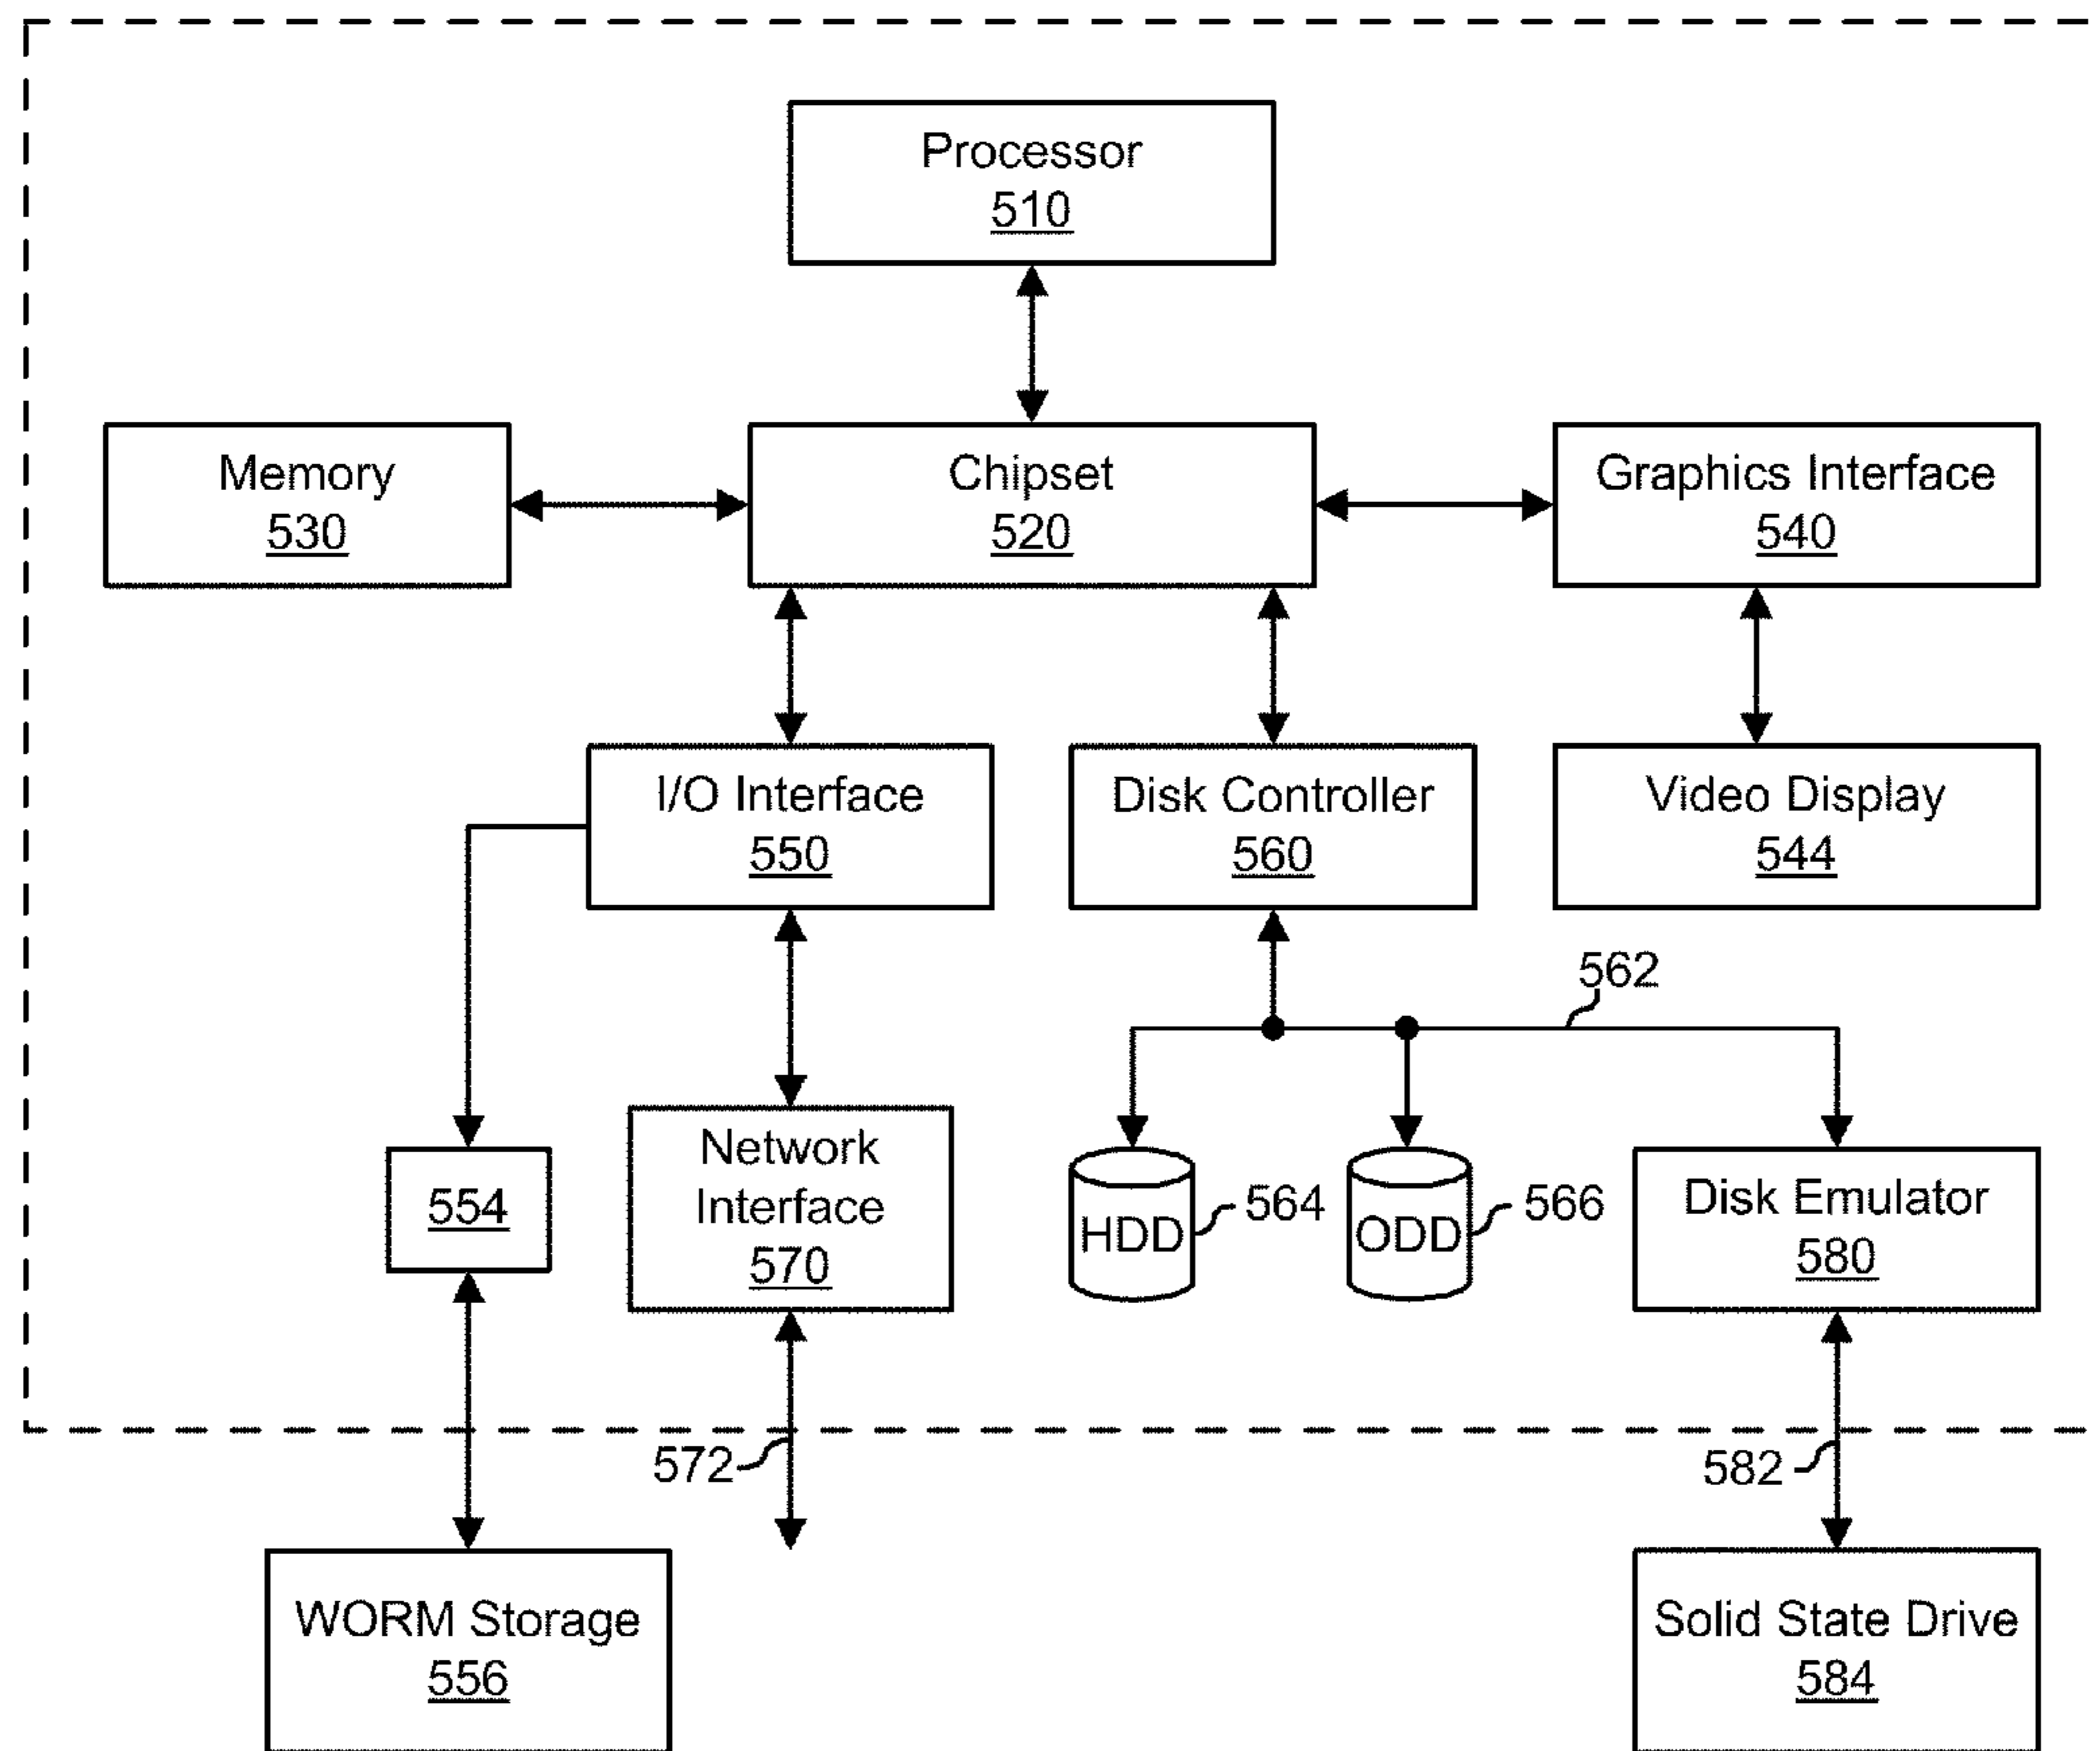 Processor
510
Memory
530
Chipset
520
Graphics Interface
540
I/O Interface
550
Disk Controller
560
Video Display
544
562
554
Network
Interface
570
HDD
564
ODD
566
Disk Emulator
580
572
582
WORM Storage
556
Solid State Drive
584